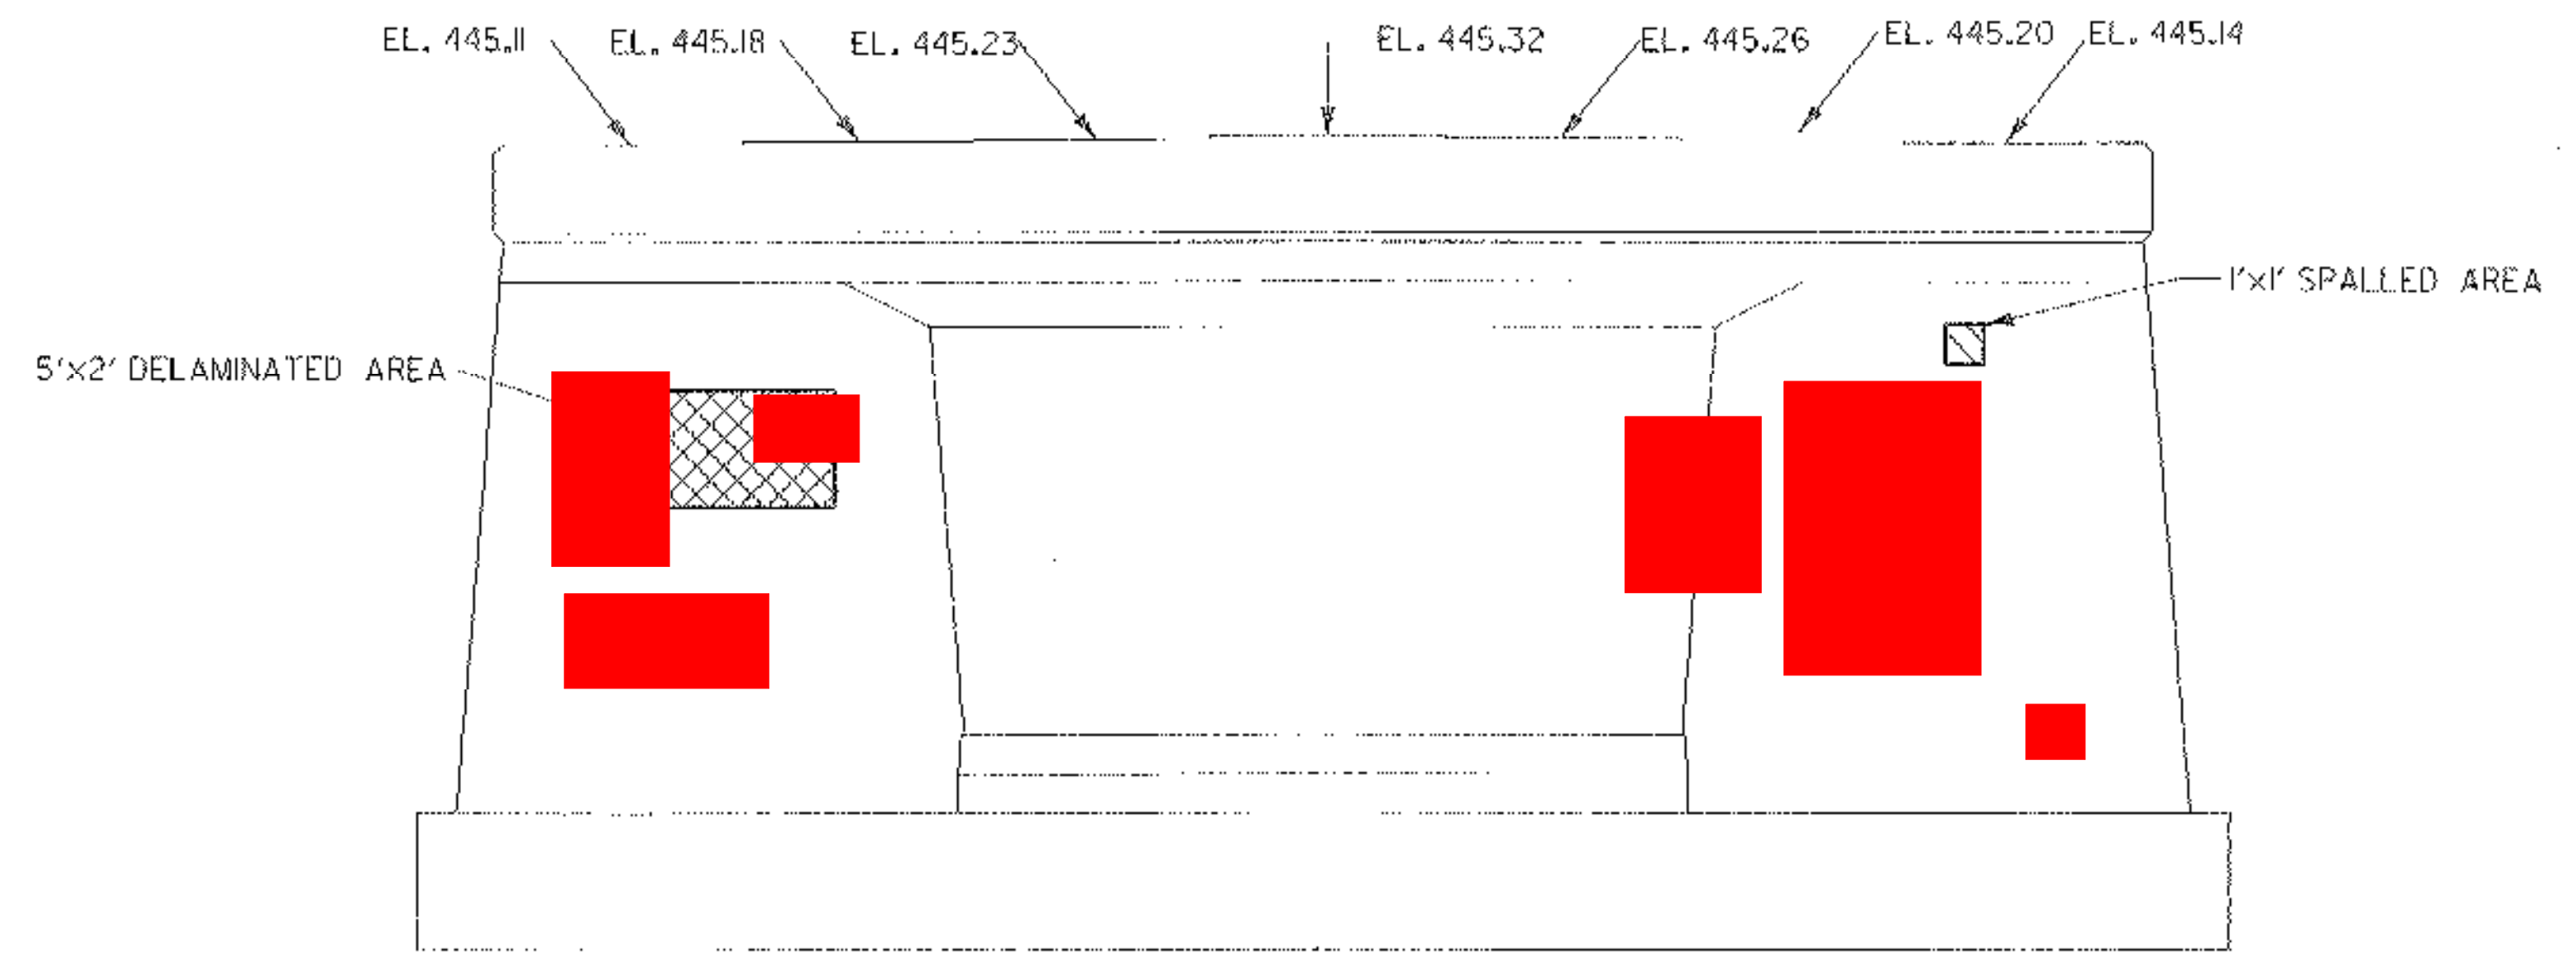 EL. 445.11
EL. 445.18
EL. 445.23
EL. 445.32
EL. 445.26
EL. 445.20
EL. 445.14
1'x1' SPALLED AREA
5'x2' DELAMINATED AREA